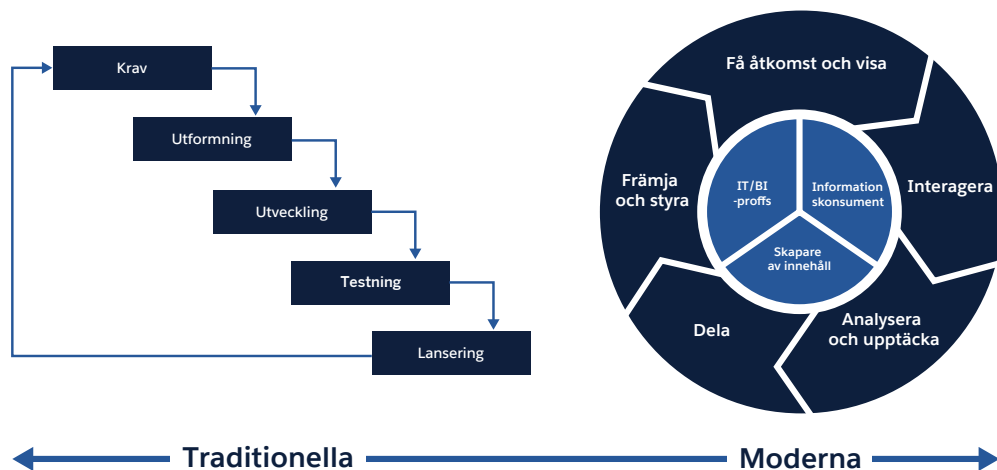 Krav
Utformning
Utveckling
Testning
Lansering
Få åtkomst och visa
Interagera
Analysera
och upptäcka
Dela
Främja
och styra
IT/BI
-proffs
Information
skonsument
Skapare
av innehåll
Traditionella
Moderna